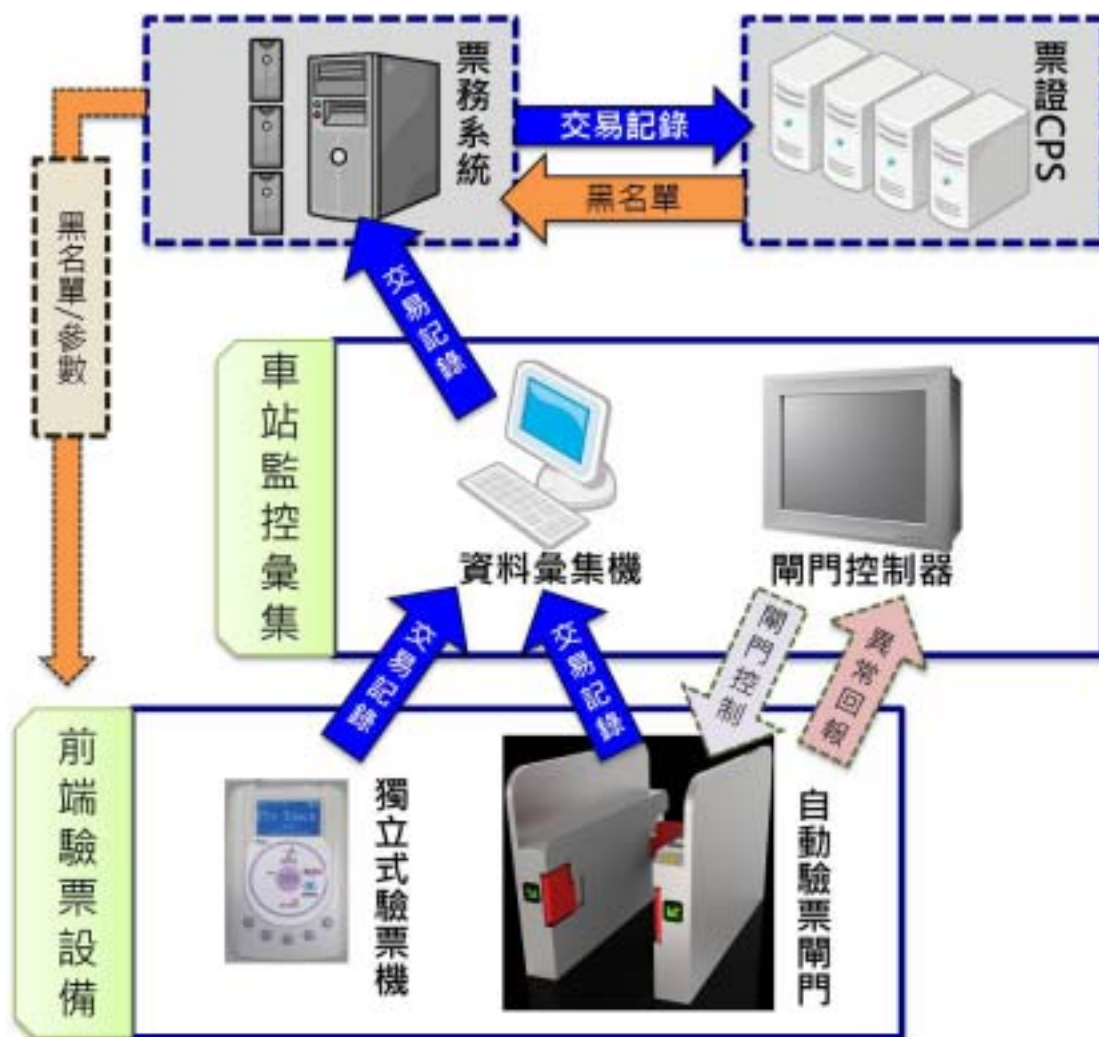 票務系統
交易記錄
黑名單
票證CPS
黑名單/參數
交易記錄
車站監控彙集
資料彙集機
閘門控制器
交易記錄
交易記錄
閘門控制
異常回報
前端驗票設備
獨立式驗票機
自動驗票閘門